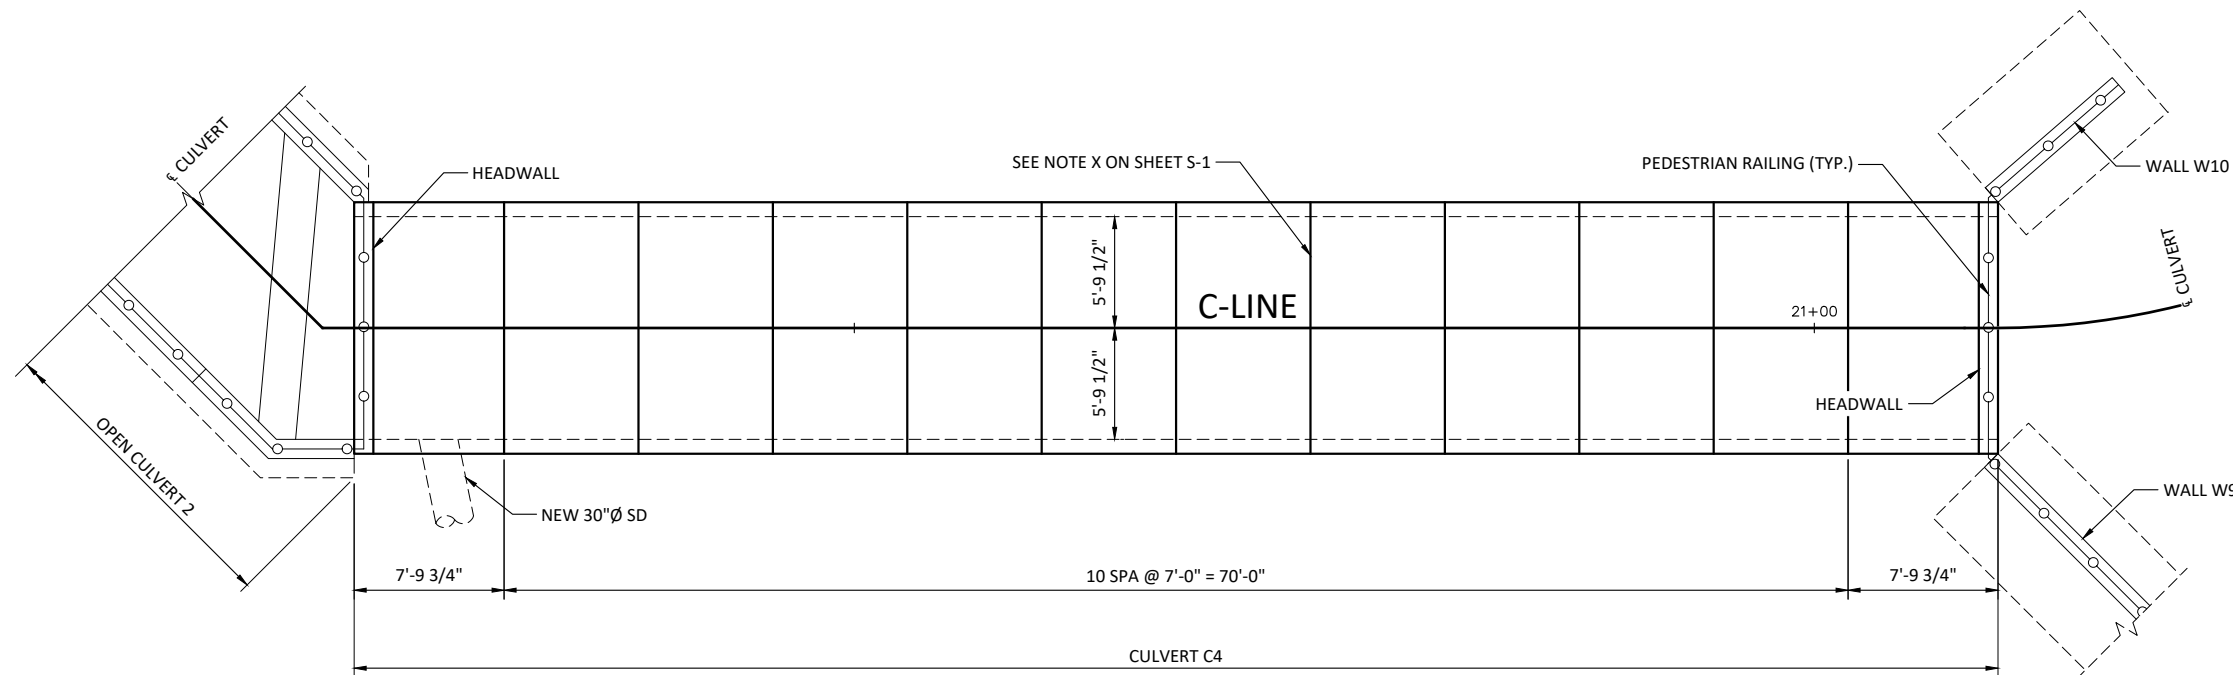 ℄ CULVERT
HEADWALL
SEE NOTE X ON SHEET S-1
PEDESTRIAN RAILING (TYP.)
WALL W10
5'-9 1/2"
C-LINE
21+00
℄ CULVERT
5'-9 1/2"
HEADWALL
OPEN CULVERT 2
NEW 30"Ø SD
WALL W9
7'-9 3/4"
10 SPA @ 7'-0" = 70'-0"
7'-9 3/4"
CULVERT C4